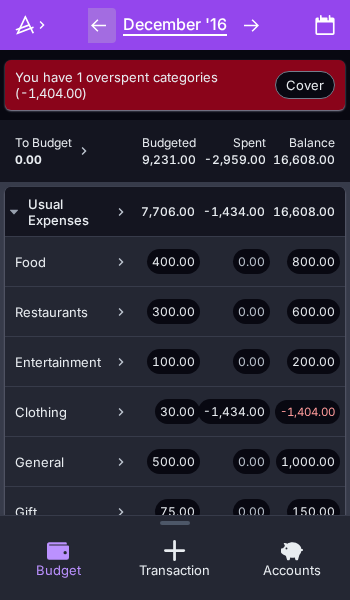 December '16
You have 1 overspent categories
(-1,404.00)
Cover
To Budget Budgeted Spent Balance
0.00 9,231.00 -2,959.00 16,608.00
Usual
Expenses 7,706.00 -1,434.00 16,608.00
Food 400.00 0.00 800.00
Restaurants 300.00 0.00 600.00
Entertainment 100.00 0.00 200.00
Clothing 30.00 -1,434.00 -1,404.00
General 500.00 0.00 1,000.00
Gift 75.00 0.00 150.00
Budget Transaction Accounts